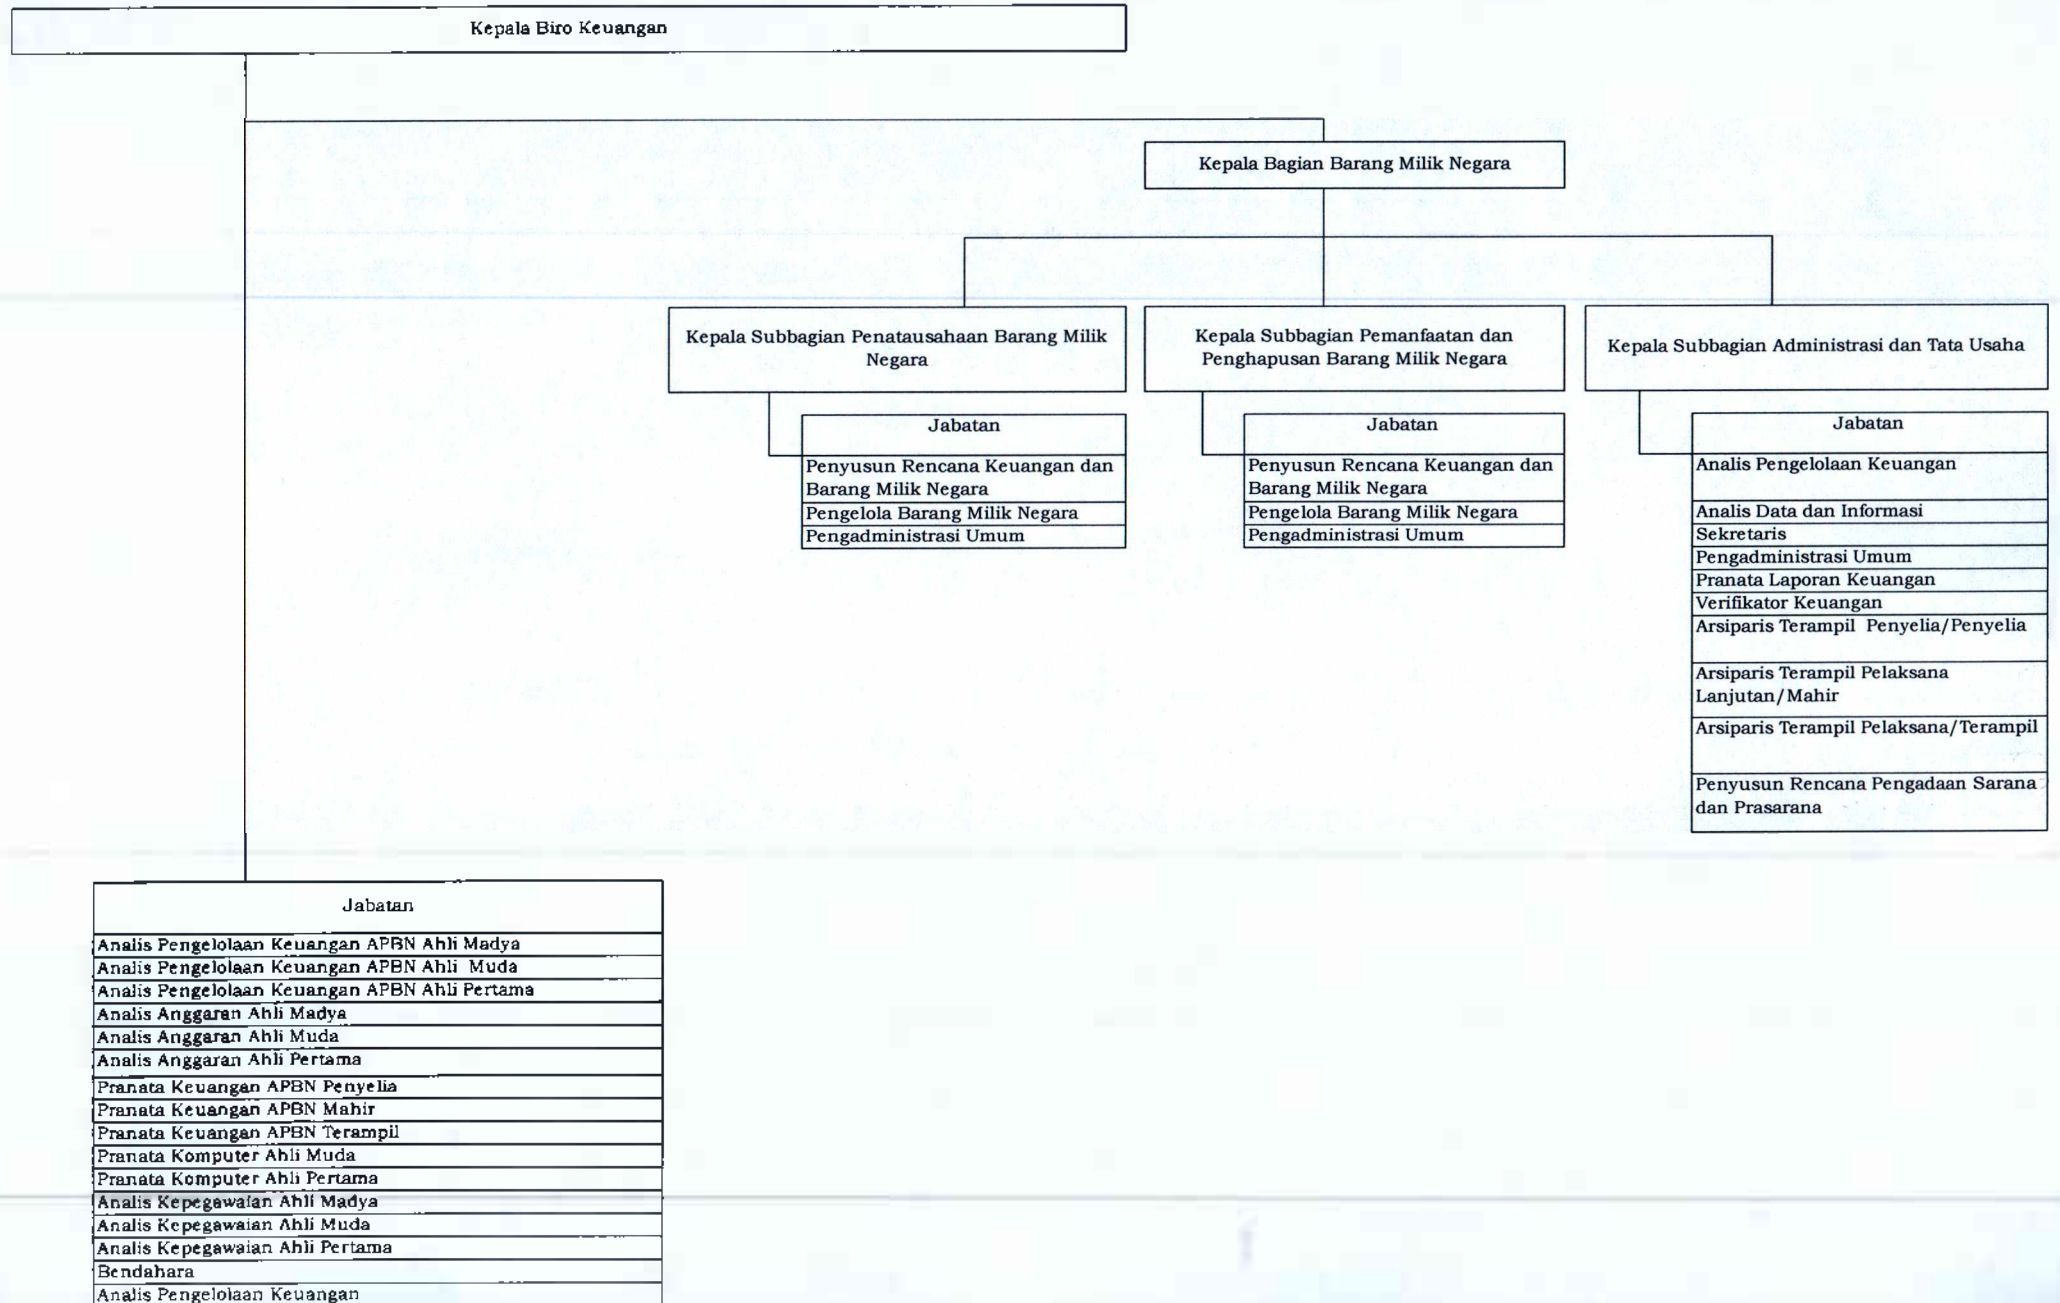 Kepala Biro Keuangan
Kepala Bagian Barang Milik Negara
Kepala Subbagian Penatausahaan Barang Milik
Negara
Jabatan
Penyusun Rencana Keuangan dan
Barang Milik Negara
Pengelola Barang Milik Negara
Pengadministrasi Umum
Kepala Subbagian Pemanfaatan dan
Penghapusan Barang Milik Negara
Jabatan
Penyusun Rencana Keuangan dan
Barang Milik Negara
Pengelola Barang Milik Negara
Pengadministrasi Umum
Kepala Subbagian Administrasi dan Tata Usaha
Jabatan
Analis Pengelolaan Keuangan
Analis Data dan Informasi
Sekretaris
Pengadministrasi Umum
Pranata Laporan Keuangan
Verifikator Keuangan
Arsiparis Terampil Penyelia/Penyelia
Arsiparis Terampil Pelaksana
Lanjutan/Mahir
Arsiparis Terampil Pelaksana/Terampil
Penyusun Rencana Pengadaan Sarana
dan Prasarana
Jabatan
Analis Pengelolaan Keuangan APBN Ahli Madya
Analis Pengelolaan Keuangan APBN Ahli Muda
Analis Pengelolaan Keuangan APBN Ahli Pertama
Analis Anggaran Ahli Madya
Analis Anggaran Ahli Muda
Analis Anggaran Ahli Pertama
Pranata Keuangan APBN Penyelia
Pranata Keuangan APBN Mahir
Pranata Keuangan APBN Terampil
Pranata Komputer Ahli Muda
Pranata Komputer Ahli Pertama
Analis Kepegawaian Ahli Madya
Analis Kepegawaian Ahli Muda
Analis Kepegawaian Ahli Pertama
Bendahara
Analis Pengelolaan Keuangan